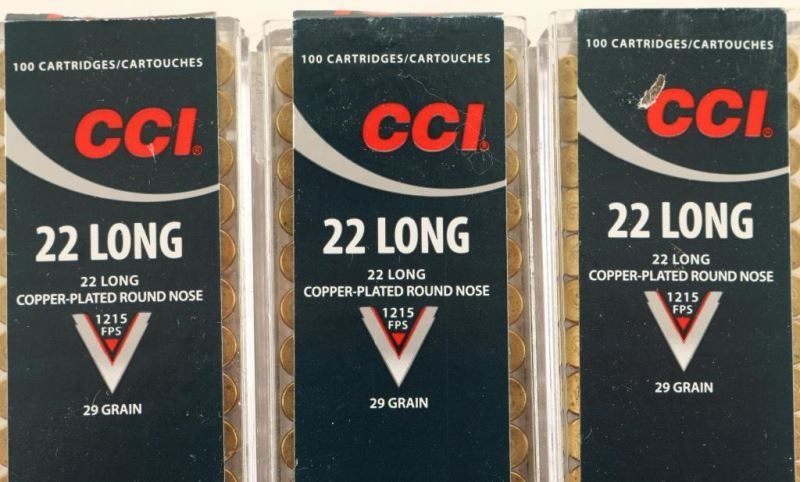 100 CARTRIDGES/CARTOUCHES
CCI®
22 LONG
22 LONG
COPPER-PLATED ROUND NOSE
1215
FPS
29 GRAIN
100 CARTRIDGES/CARTOUCHES
CCI®
22 LONG
22 LONG
COPPER-PLATED ROUND NOSE
1215
FPS
29 GRAIN
100 CARTRIDGES/CARTOUCHES
CCI®
22 LONG
22 LONG
COPPER-PLATED ROUND NOSE
1215
FPS
29 GRAIN